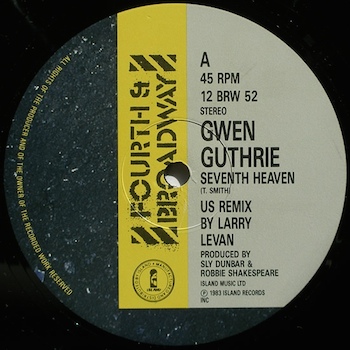 ALL RIGHTS OF THE PRODUCER AND OF THE OWNER OF THE RECORDED WORK RESERVED
FOURTH &
BROADWAY
A
45 RPM
12 BRW 52
STEREO
GWEN
GUTHRIE
SEVENTH HEAVEN
(T. SMITH)
US REMIX
BY LARRY
LEVAN
PRODUCED BY
SLY DUNBAR &
ROBBIE SHAKESPEARE
ISLAND MUSIC LTD
℗ 1983 ISLAND RECORDS
INC